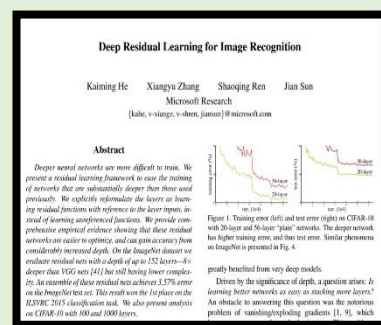 Deep Residual Learning for Image Recognition
Kaiming He Xiangyu Zhang Shaoqing Ren Jian Sun
Microsoft Research
{kahe, v-xiangz, v-shren, jiansun}@microsoft.com
Abstract
Deeper neural networks are more difficult to train. We
present a residual learning framework to ease the training
of networks that are substantially deeper than those used
previously. We explicitly reformulate the layers as learn-
ing residual functions with reference to the layer inputs, in-
stead of learning unreferenced functions. We provide com-
prehensive empirical evidence showing that these residual
networks are easier to optimize, and can gain accuracy from
considerably increased depth. On the ImageNet dataset we
evaluate residual nets with a depth of up to 152 layers—8×
deeper than VGG nets [41] but still having lower complex-
ity. An ensemble of these residual nets achieves 3.57% error
on the ImageNet test set. This result won the 1st place on the
ILSVRC 2015 classification task. We also present analysis
on CIFAR-10 with 100 and 1000 layers.
training error (%)
iter. (1e4)
56-layer
20-layer
test error (%)
iter. (1e4)
56-layer
20-layer
Figure 1. Training error (left) and test error (right) on CIFAR-10
with 20-layer and 56-layer “plain” networks. The deeper network
has higher training error, and thus test error. Similar phenomena
on ImageNet is presented in Fig. 4.
greatly benefited from very deep models.
Driven by the significance of depth, a question arises: Is
learning better networks as easy as stacking more layers?
An obstacle to answering this question was the notorious
problem of vanishing/exploding gradients [1, 9], which